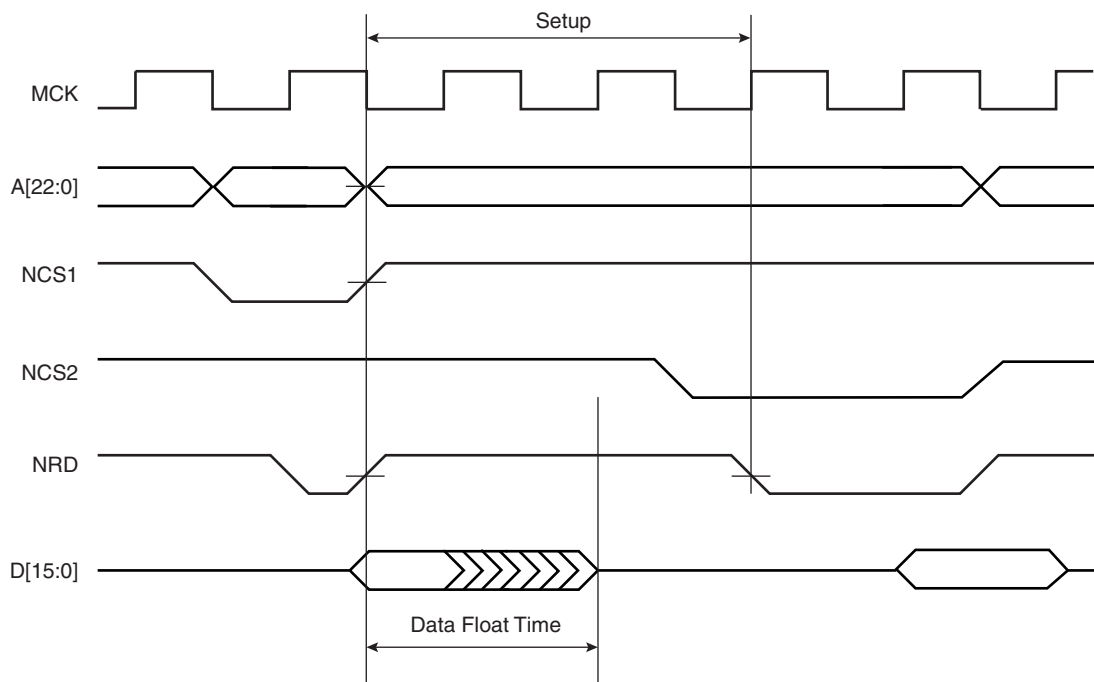 Setup
MCK
A[22:0]
NCS1
NCS2
NRD
D[15:0]
Data Float Time